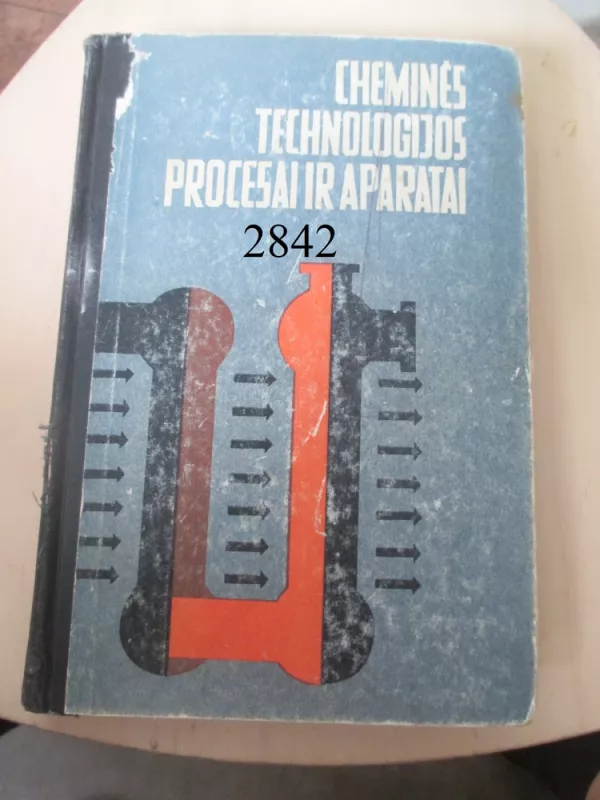 CHEMINĖS
TECHNOLOGIJOS
PROCESAI IR APARATAI
2842